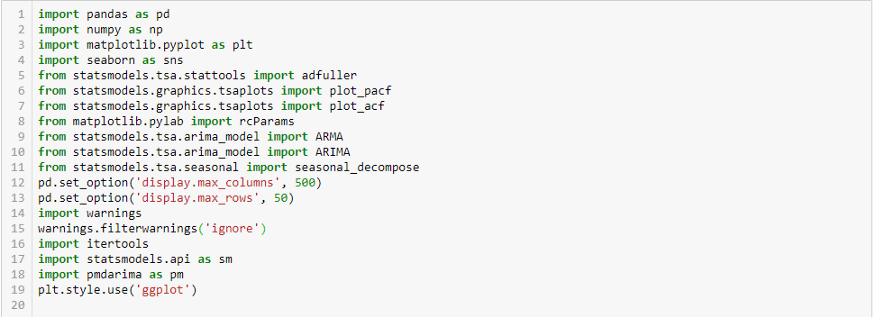 1 import pandas as pd
2 import numpy as np
3 import matplotlib.pyplot as plt
4 import seaborn as sns
5 from statsmodels.tsa.stattools import adfuller
6 from statsmodels.graphics.tsaplots import plot_pacf
7 from statsmodels.graphics.tsaplots import plot_acf
8 from matplotlib.pylab import rcParams
9 from statsmodels.tsa.arima_model import ARMA
10 from statsmodels.tsa.arima_model import ARIMA
11 from statsmodels.tsa.seasonal import seasonal_decompose
12 pd.set_option('display.max_columns', 500)
13 pd.set_option('display.max_rows', 50)
14 import warnings
15 warnings.filterwarnings('ignore')
16 import itertools
17 import statsmodels.api as sm
18 import pmdarima as pm
19 plt.style.use('ggplot')
20